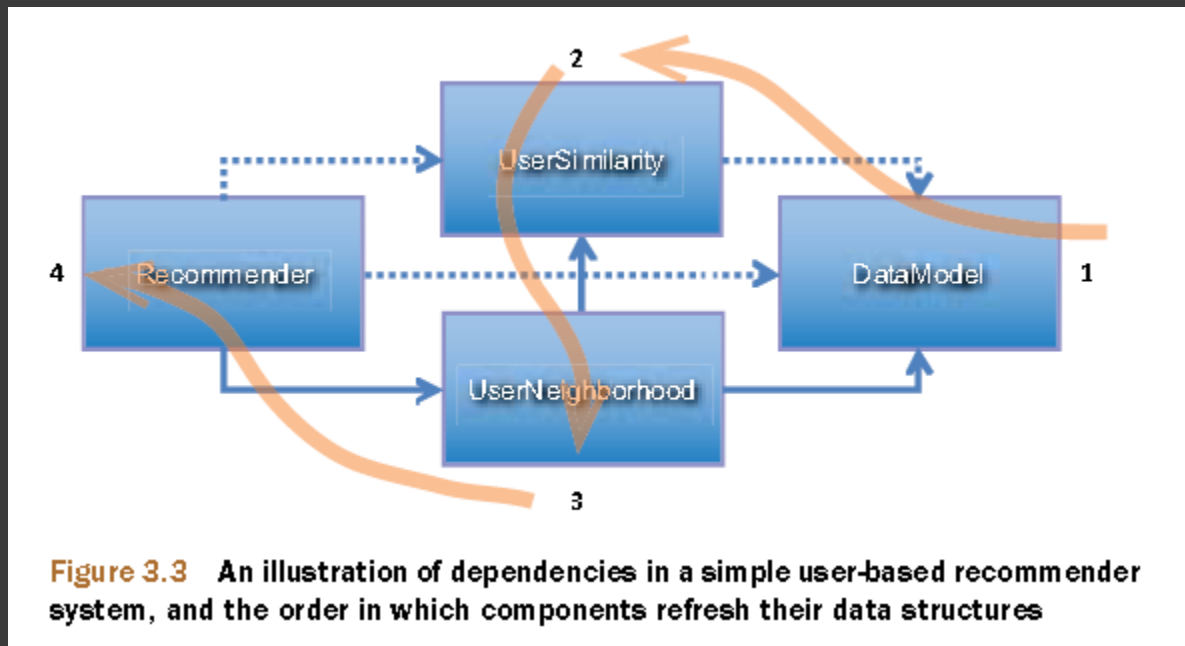 2
UserSimilarity
4
Recommender
DataModel
1
UserNeighborhood
3
Figure 3.3 An illustration of dependencies in a simple user-based recommender
system, and the order in which components refresh their data structures